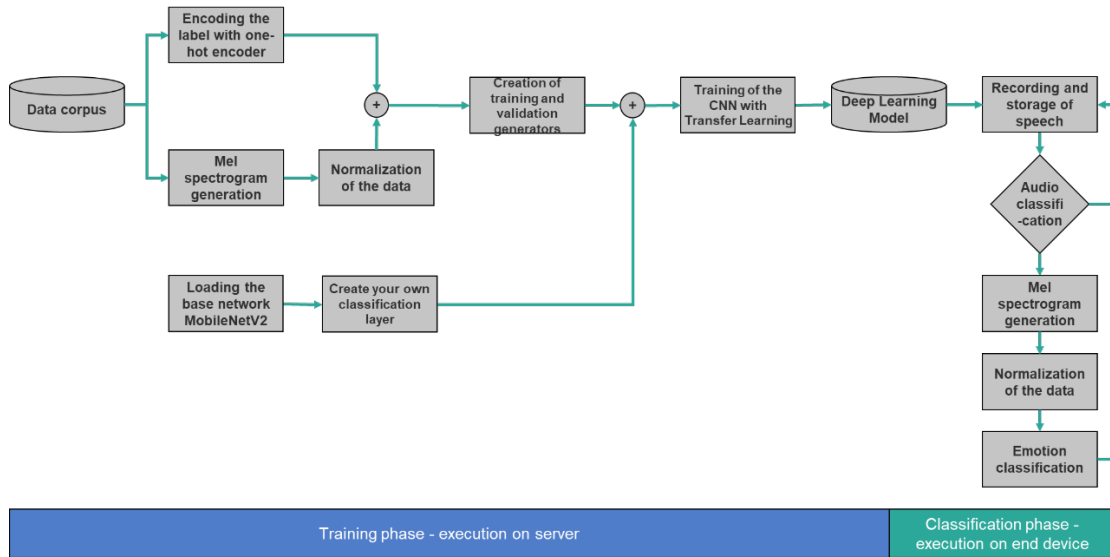 Encoding the
label with one-
hot encoder
Data corpus
Mel
spectrogram
generation
Normalization
of the data
+
Creation of
training and
validation
generators
+
Training of the
CNN with
Transfer Learning
Deep Learning
Model
Recording and
storage of
speech
Audio
classifi
-cation
Loading the
base network
MobileNetV2
Create your own
classification
layer
Mel
spectrogram
generation
Normalization
of the data
Emotion
classification
Training phase - execution on server
Classification phase -
execution on end device